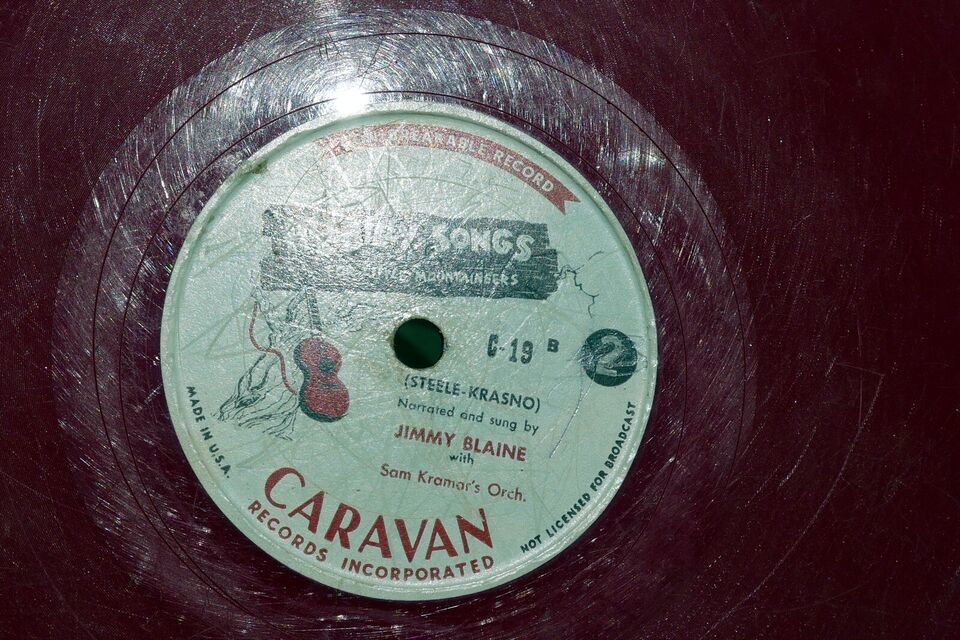 RECORD
SONGS
MOUNTAINEERS
C-19 B
2
(STEELE-KRASNO)
Narrated and sung by
JIMMY BLAINE
with
Sam Kramar's Orch.
MADE IN U.S.A.
NOT LICENSED FOR BROADCAST
CARAVAN
RECORDS INCORPORATED